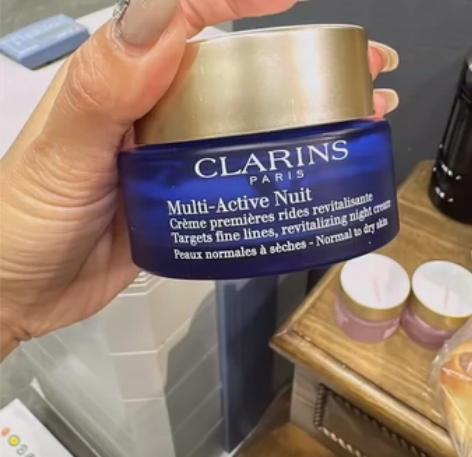 CLARINS
PARIS
Multi-Active Nuit
Crème premières rides revitalisante
Targets fine lines, revitalizing night cream
Peaux normales à sèches - Normal to dry skin